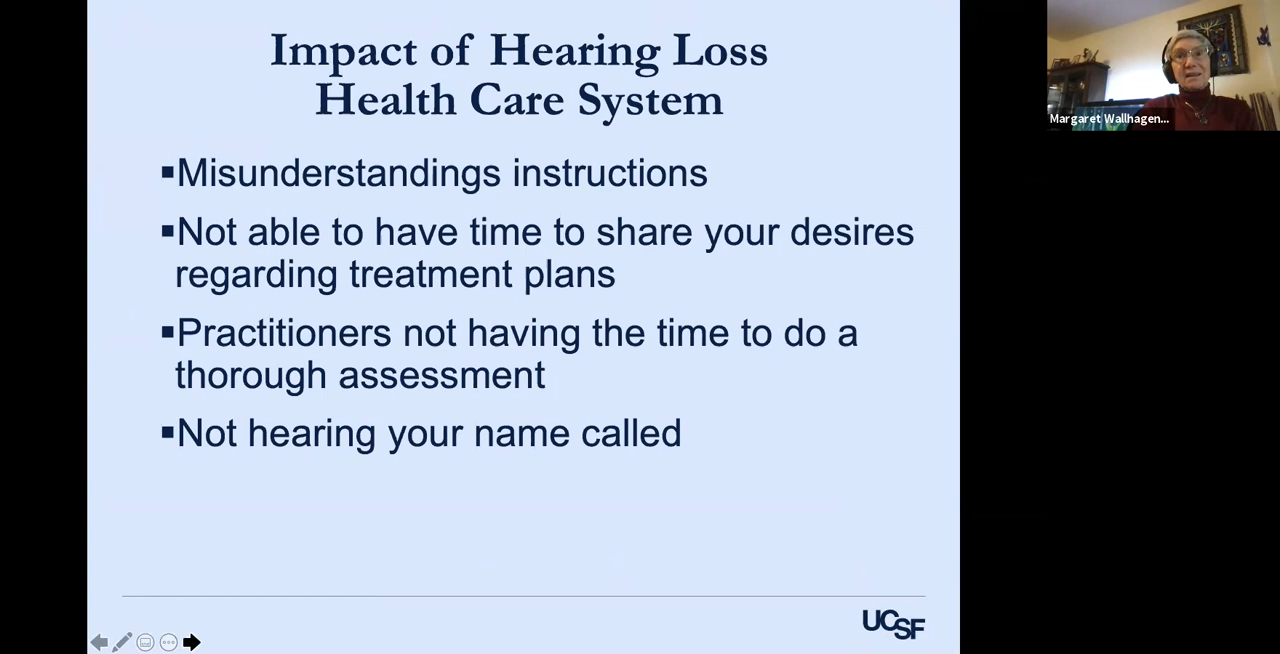 Impact of Hearing Loss
Health Care System
▪Misunderstandings instructions
▪Not able to have time to share your desires
regarding treatment plans
▪Practitioners not having the time to do a
thorough assessment
▪Not hearing your name called
UCSF
Margaret Wallhagen...